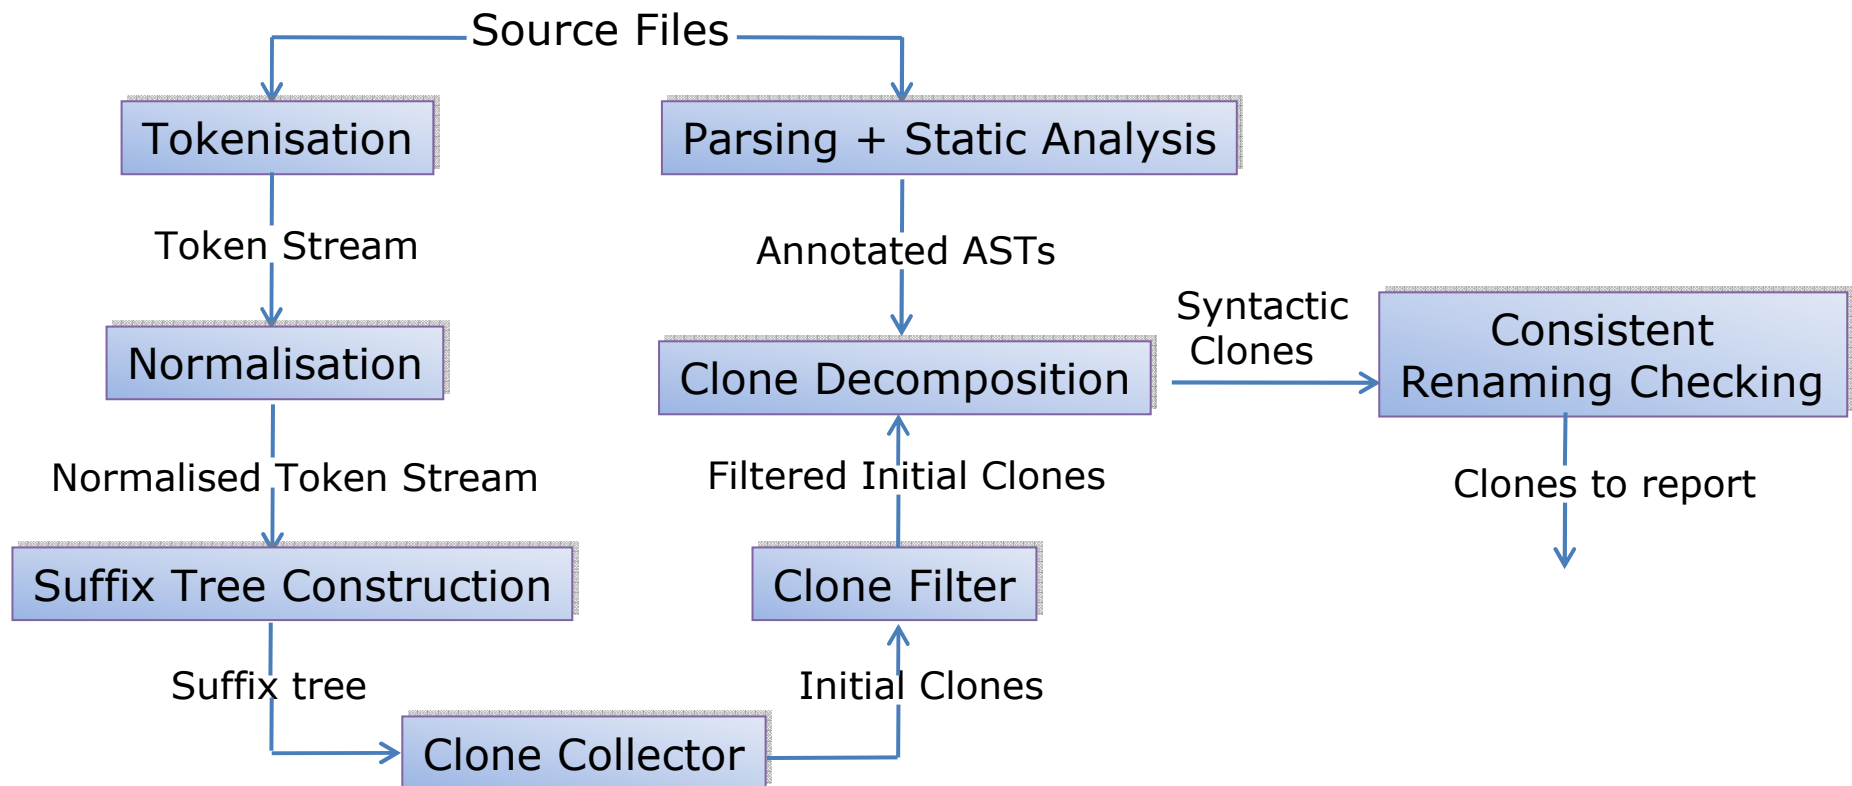 Source Files
Tokenisation
Parsing + Static Analysis
Token Stream
Annotated ASTs
Normalisation
Clone Decomposition
Syntactic
Clones
Consistent
Renaming Checking
Normalised Token Stream
Filtered Initial Clones
Clones to report
Suffix Tree Construction
Clone Filter
Suffix tree
Initial Clones
Clone Collector